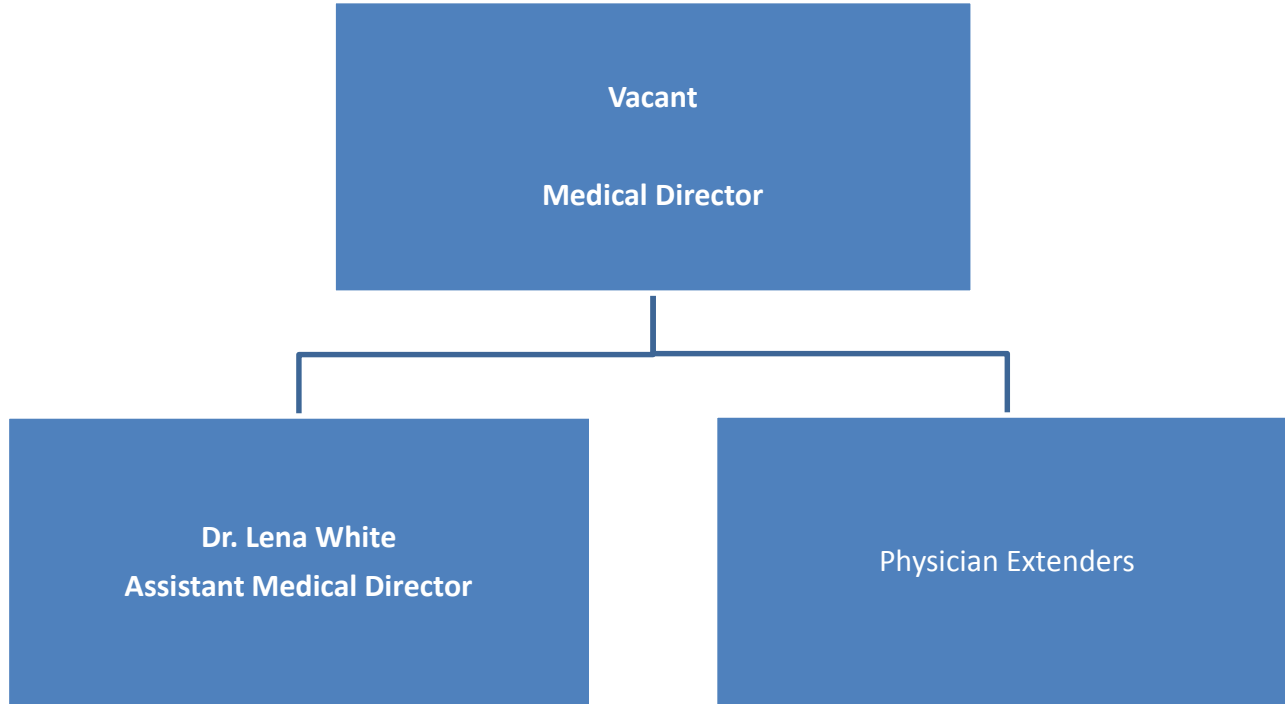 Vacant
Medical Director
Dr. Lena White
Assistant Medical Director
Physician Extenders